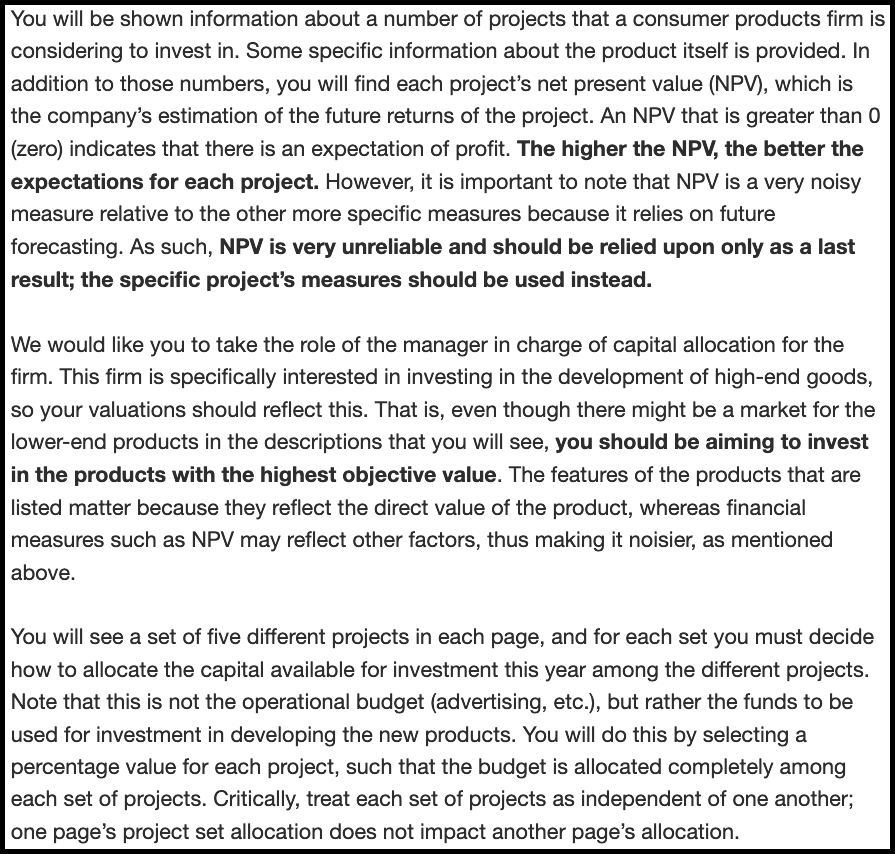 You will be shown information about a number of projects that a consumer products firm is
considering to invest in. Some specific information about the product itself is provided. In
addition to those numbers, you will find each project’s net present value (NPV), which is
the company’s estimation of the future returns of the project. An NPV that is greater than 0
(zero) indicates that there is an expectation of profit. The higher the NPV, the better the
expectations for each project. However, it is important to note that NPV is a very noisy
measure relative to the other more specific measures because it relies on future
forecasting. As such, NPV is very unreliable and should be relied upon only as a last
result; the specific project’s measures should be used instead.
We would like you to take the role of the manager in charge of capital allocation for the
firm. This firm is specifically interested in investing in the development of high-end goods,
so your valuations should reflect this. That is, even though there might be a market for the
lower-end products in the descriptions that you will see, you should be aiming to invest
in the products with the highest objective value. The features of the products that are
listed matter because they reflect the direct value of the product, whereas financial
measures such as NPV may reflect other factors, thus making it noisier, as mentioned
above.
You will see a set of five different projects in each page, and for each set you must decide
how to allocate the capital available for investment this year among the different projects.
Note that this is not the operational budget (advertising, etc.), but rather the funds to be
used for investment in developing the new products. You will do this by selecting a
percentage value for each project, such that the budget is allocated completely among
each set of projects. Critically, treat each set of projects as independent of one another;
one page’s project set allocation does not impact another page’s allocation.